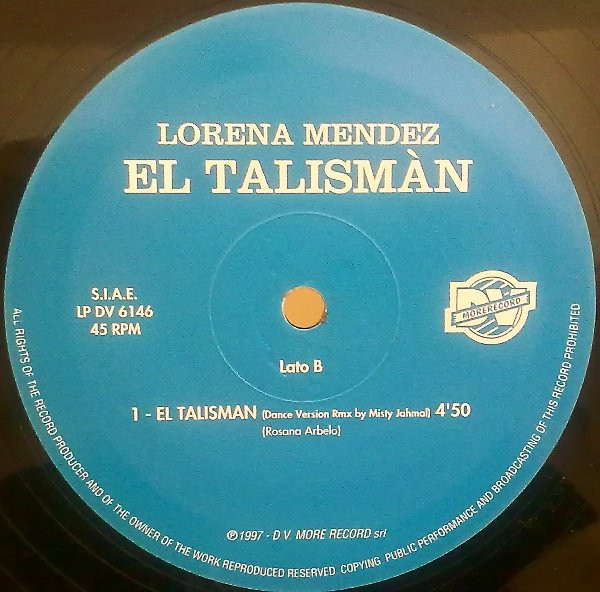 LORENA MENDEZ
EL TALISMÀN
S.I.A.E.
LP DV 6146
45 RPM
DV
MORERECORD
Lato B
1 - EL TALISMAN (Dance Version Rmx by Misty Jahmal) 4'50
(Rosana Arbelo)
℗1997 - D V MORE RECORD srl
ALL RIGHTS OF THE RECORD PRODUCER AND OF THE OWNER OF THE WORK REPRODUCED RESERVED COPYING PUBLIC PERFORMANCE AND BROADCASTING OF THIS RECORD PROHIBITED